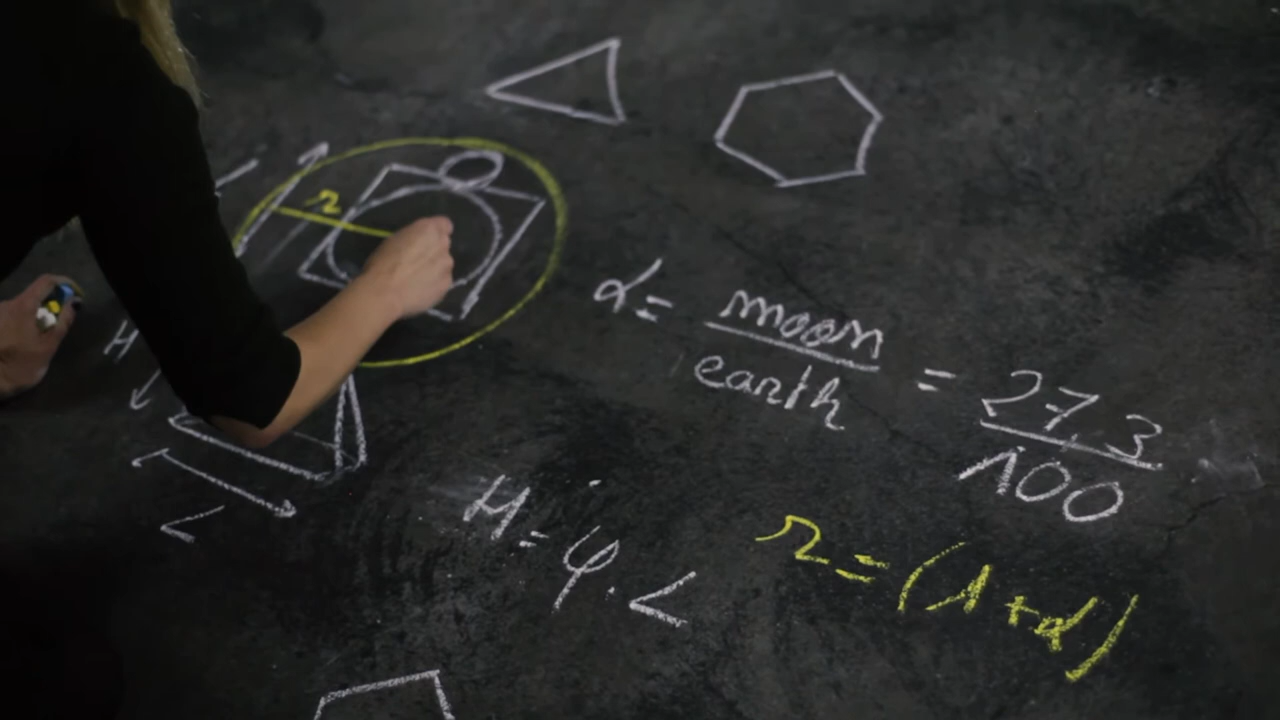 r
H
L
α = moon / earth = 27,3 / 100
H = φ · L
r = (1 + α)